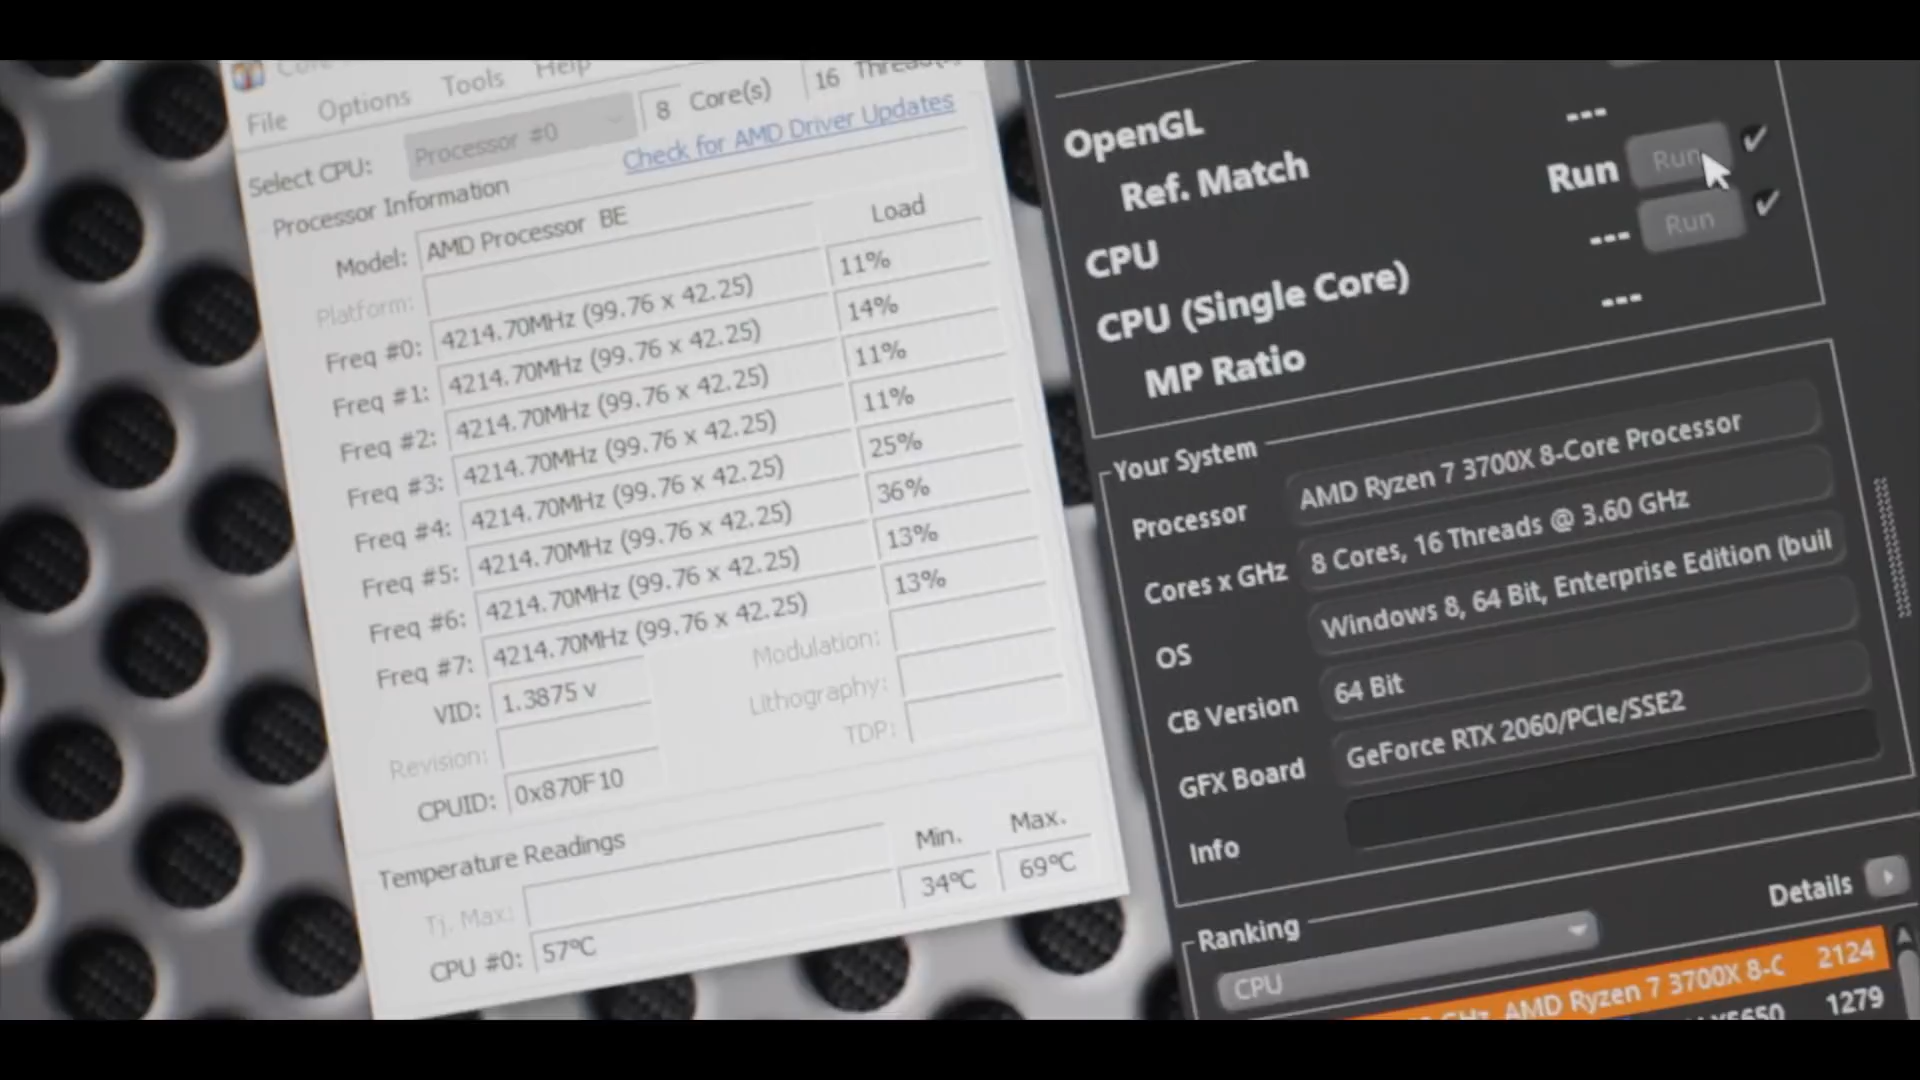 File Options Tools Help
Select CPU: Processor #0 8 Core(s) 16 Thread(s)
Check for AMD Driver Updates
Processor Information
Model: AMD Processor BE
Platform:
Load
Freq #0: 4214.70MHz (99.76 x 42.25) 11%
Freq #1: 4214.70MHz (99.76 x 42.25) 14%
Freq #2: 4214.70MHz (99.76 x 42.25) 11%
Freq #3: 4214.70MHz (99.76 x 42.25) 11%
Freq #4: 4214.70MHz (99.76 x 42.25) 25%
Freq #5: 4214.70MHz (99.76 x 42.25) 36%
Freq #6: 4214.70MHz (99.76 x 42.25) 13%
Freq #7: 4214.70MHz (99.76 x 42.25) 13%
VID: 1.3875 v Modulation:
Revision: Lithography:
CPUID: 0x870F10 TDP:
Temperature Readings
Min. Max.
Tj. Max: 34°C 69°C
CPU #0: 57°C
OpenGL ---
Ref. Match Run Run
CPU --- Run
CPU (Single Core) ---
MP Ratio
Your System
Processor AMD Ryzen 7 3700X 8-Core Processor
Cores x GHz 8 Cores, 16 Threads @ 3.60 GHz
OS Windows 8, 64 Bit, Enterprise Edition (buil
CB Version 64 Bit
GFX Board GeForce RTX 2060/PCIe/SSE2
Info
Ranking Details
CPU
GHz, AMD Ryzen 7 3700X 8-C 2124
X5650 1279